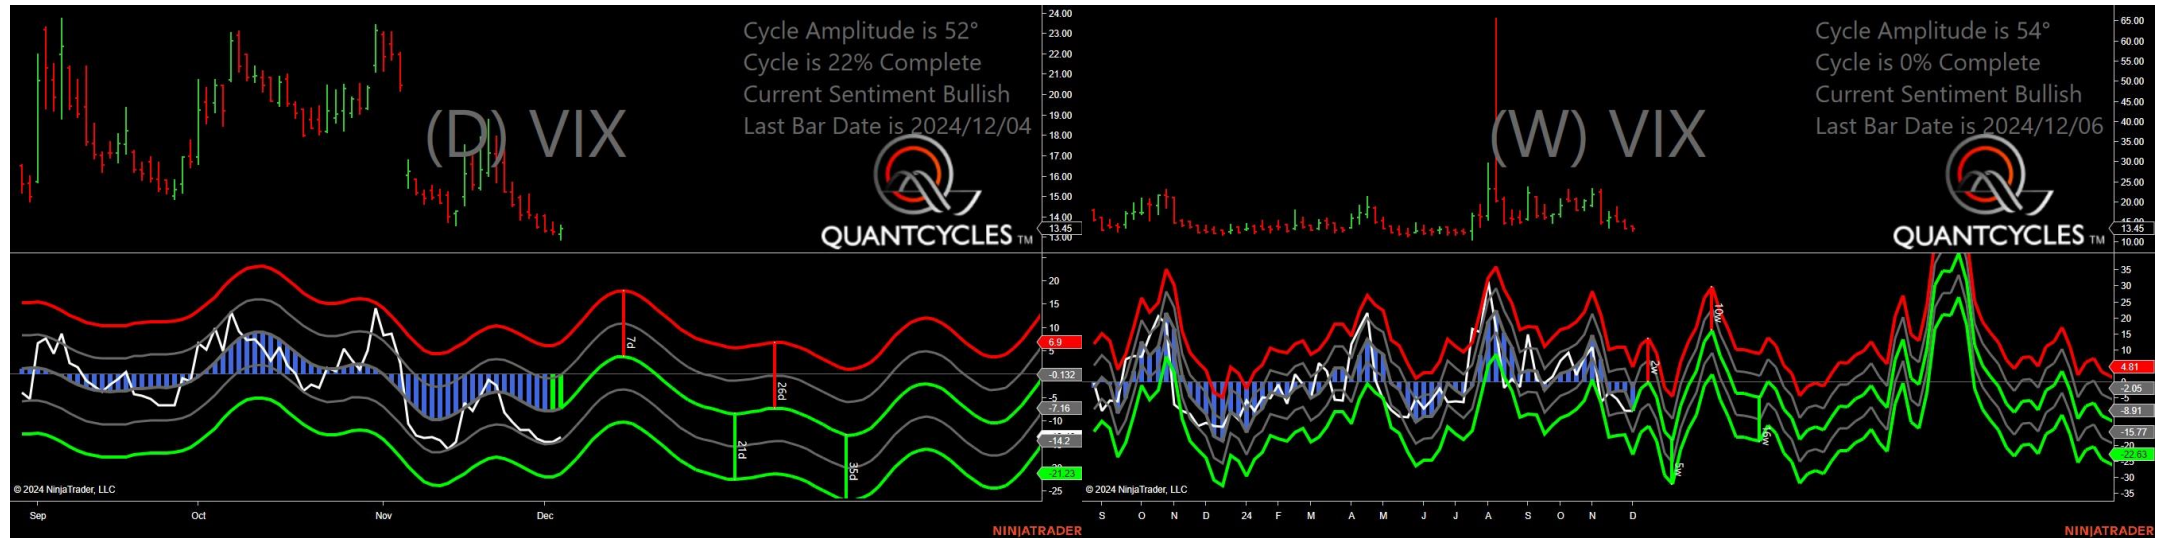 Cycle Amplitude is 52°
Cycle is 22% Complete
Current Sentiment Bullish
Last Bar Date is 2024/12/04
(D) VIX
QUANTCYCLES TM
24.00
23.00
22.00
21.00
20.00
19.00
18.00
17.00
16.00
15.00
14.00
13.45
13.00
20
15
10
6.9
5
-0.132
-5
-7.16
-10
-14.2
-21.23
-25
7d
26d
21d
35d
© 2024 NinjaTrader, LLC
Sep Oct Nov Dec
NINJATRADER
Cycle Amplitude is 54°
Cycle is 0% Complete
Current Sentiment Bullish
Last Bar Date is 2024/12/06
(W) VIX
QUANTCYCLES TM
65.00
60.00
55.00
50.00
45.00
40.00
35.00
30.00
25.00
20.00
15.00
13.45
10.00
35
30
25
20
15
10
4.81
-2.05
-5
-8.91
-15.77
-20
-22.63
-25
-30
-35
10w
2w
5w
© 2024 NinjaTrader, LLC
S O N D 24 F M A M J J A S O N D
NINJATRADER